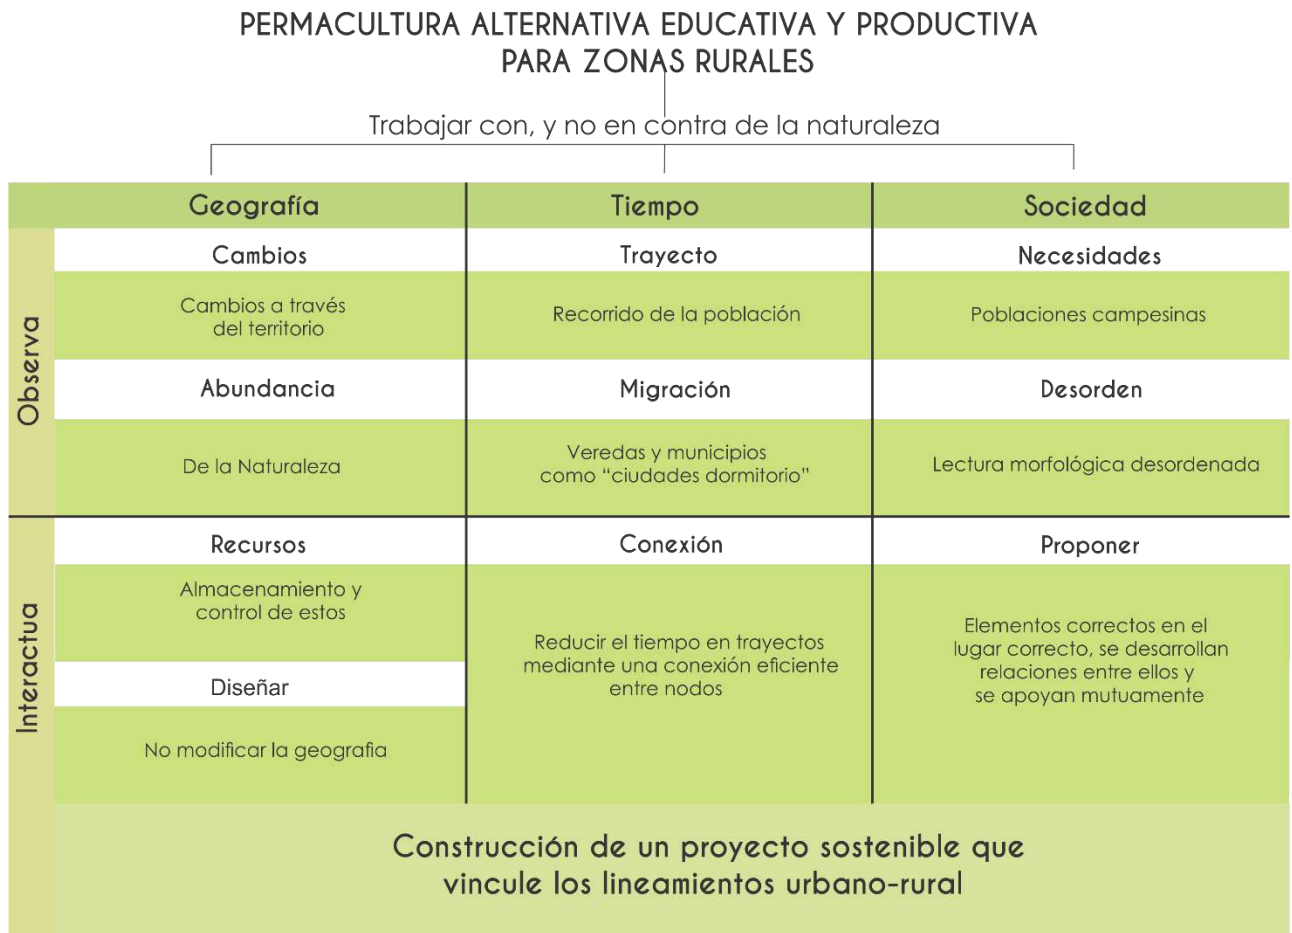 PERMACULTURA ALTERNATIVA EDUCATIVA Y PRODUCTIVA
PARA ZONAS RURALES
Trabajar con, y no en contra de la naturaleza
Geografía
Tiempo
Sociedad
Observa
Cambios
Trayecto
Necesidades
Cambios a través
del territorio
Recorrido de la población
Poblaciones campesinas
Abundancia
Migración
Desorden
De la Naturaleza
Veredas y municipios
como “ciudades dormitorio”
Lectura morfológica desordenada
Interactua
Recursos
Conexión
Proponer
Almacenamiento y
control de estos
Diseñar
No modificar la geografia
Reducir el tiempo en trayectos
mediante una conexión eficiente
entre nodos
Elementos correctos en el
lugar correcto, se desarrollan
relaciones entre ellos y
se apoyan mutuamente
Construcción de un proyecto sostenible que
vincule los lineamientos urbano-rural